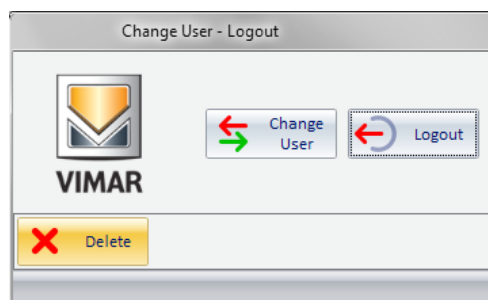 Change User - Logout
Change
User
Logout
VIMAR
Delete